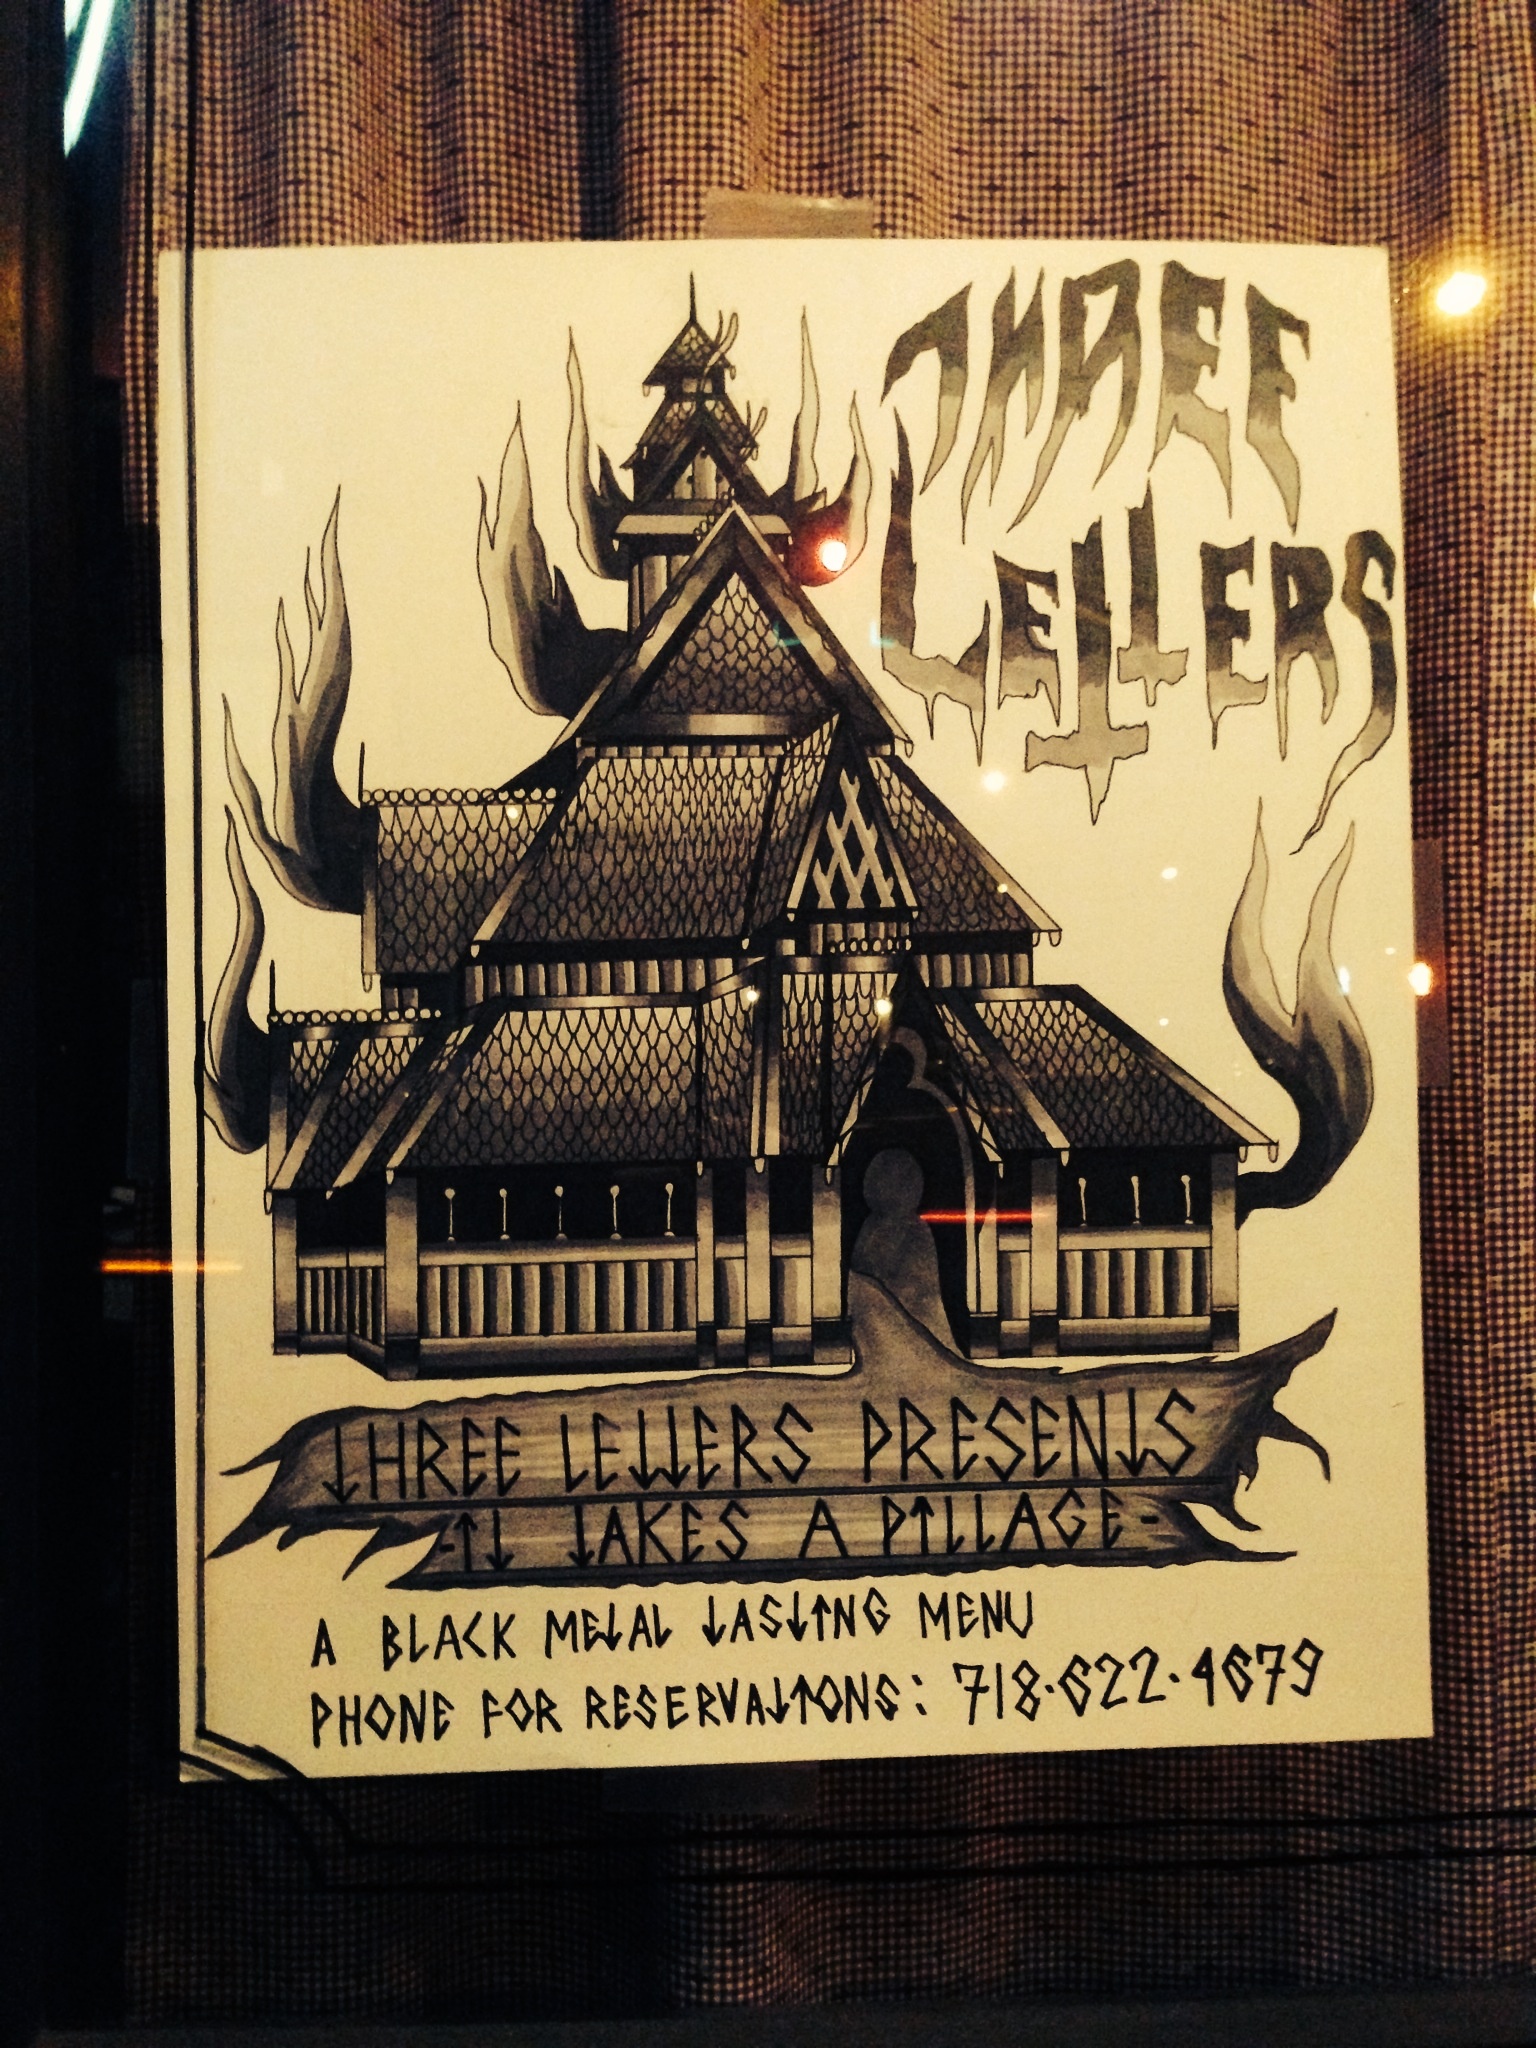 THREE
LETTERS
THREE LETTERS PRESENTS
-IT TAKES A PILLAGE-
A BLACK METAL TASTING MENU
PHONE FOR RESERVATIONS: 718·622·4679